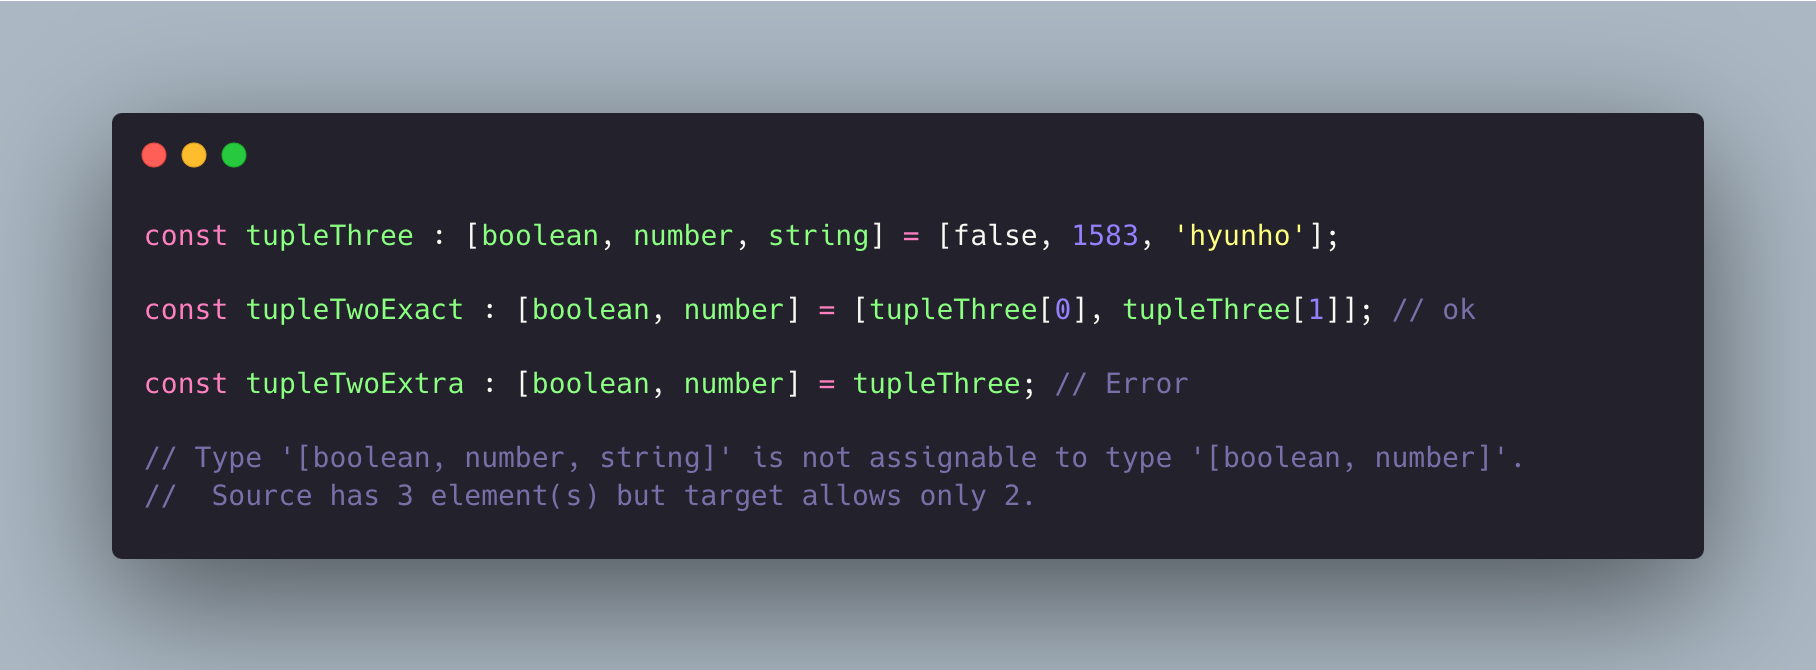 const tupleThree : [boolean, number, string] = [false, 1583, 'hyunho'];
const tupleTwoExact : [boolean, number] = [tupleThree[0], tupleThree[1]]; // ok
const tupleTwoExtra : [boolean, number] = tupleThree; // Error
// Type '[boolean, number, string]' is not assignable to type '[boolean, number]'.
//  Source has 3 element(s) but target allows only 2.